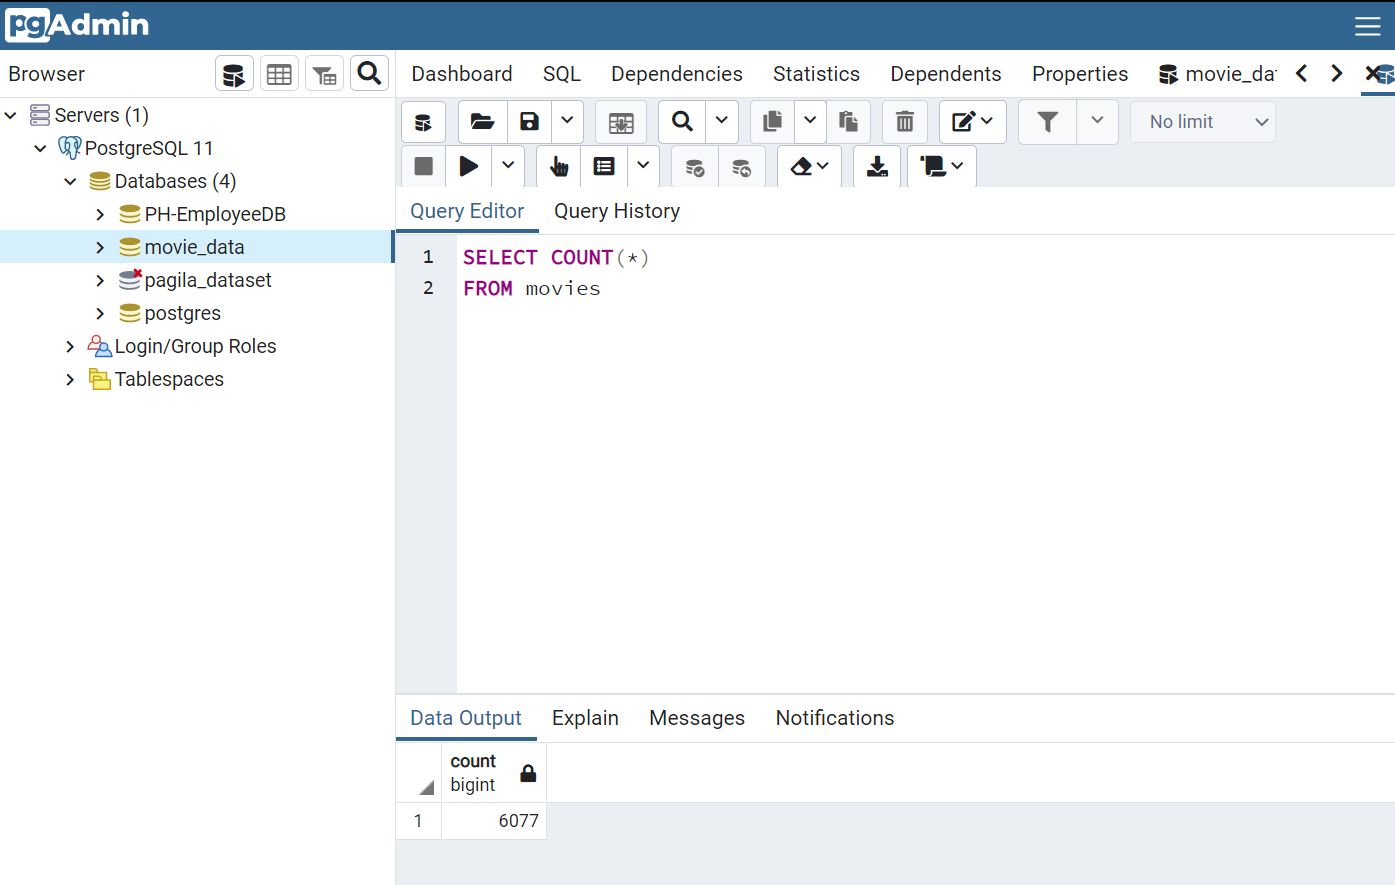 pgAdmin
Browser
Dashboard SQL Dependencies Statistics Dependents Properties movie_da
Servers (1)
PostgreSQL 11
Databases (4)
PH-EmployeeDB
movie_data
pagila_dataset
postgres
Login/Group Roles
Tablespaces
No limit
Query Editor Query History
1 SELECT COUNT(*)
2 FROM movies
Data Output Explain Messages Notifications
count
bigint
1 6077